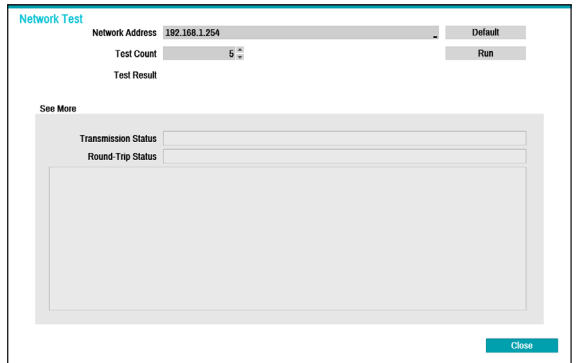 Network Test
Network Address 192.168.1.254 Default
Test Count 5 Run
Test Result
See More
Transmission Status
Round-Trip Status
Close